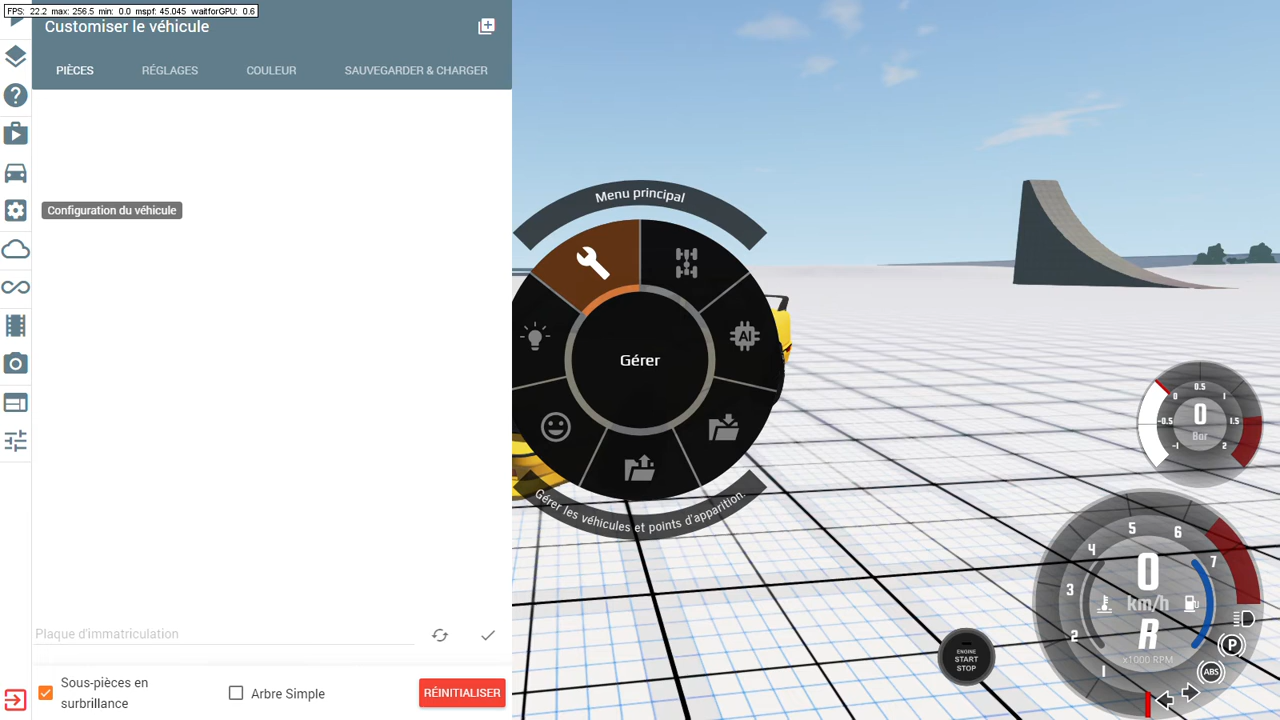 FPS: 22.2 max: 256.5 min: 0.0 mspf: 45.045 waitforGPU: 0.6
Customiser le véhicule
PIÈCES RÉGLAGES COULEUR SAUVEGARDER & CHARGER
Configuration du véhicule
Menu principal
AI
Gérer
Gérer les véhicules et points d'apparition.
Plaque d'immatriculation
Sous-pièces en
surbrillance
Arbre Simple
RÉINITIALISER
0.5
0 1
-0.5 0 1.5
Bar
-1 2
5
4 6
0 7
3
km/h
2 R
x1000 RPM
1
P
ABS
ENGINE
START
STOP